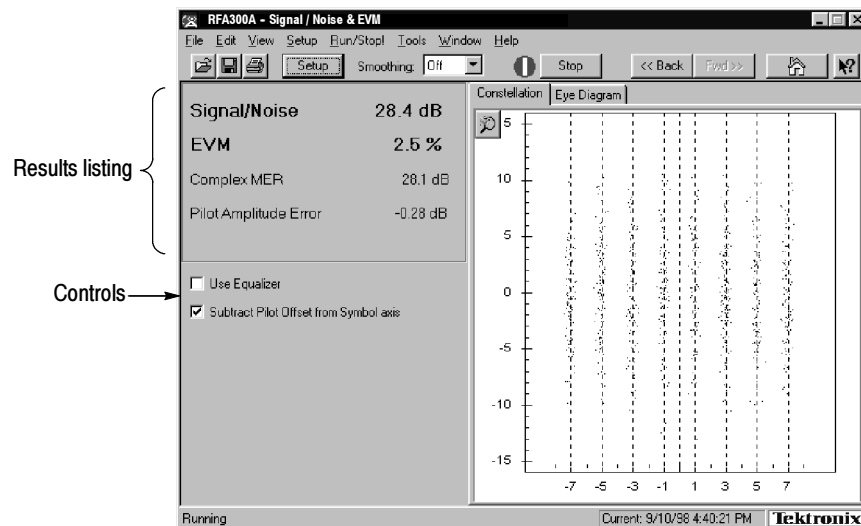 RFA300A - Signal / Noise & EVM
File Edit View Setup Run/Stop! Tools Window Help
Setup Smoothing: Off Stop << Back Fwd >>
Results listing
Signal/Noise 28.4 dB
EVM 2.5 %
Complex MER 28.1 dB
Pilot Amplitude Error -0.28 dB
Controls
Use Equalizer
Subtract Pilot Offset from Symbol axis
Constellation Eye Diagram
5
10
5
0
-5
-10
-15
-7 -5 -3 -1 1 3 5 7
Running Current: 9/10/98 4:40:21 PM Tektronix